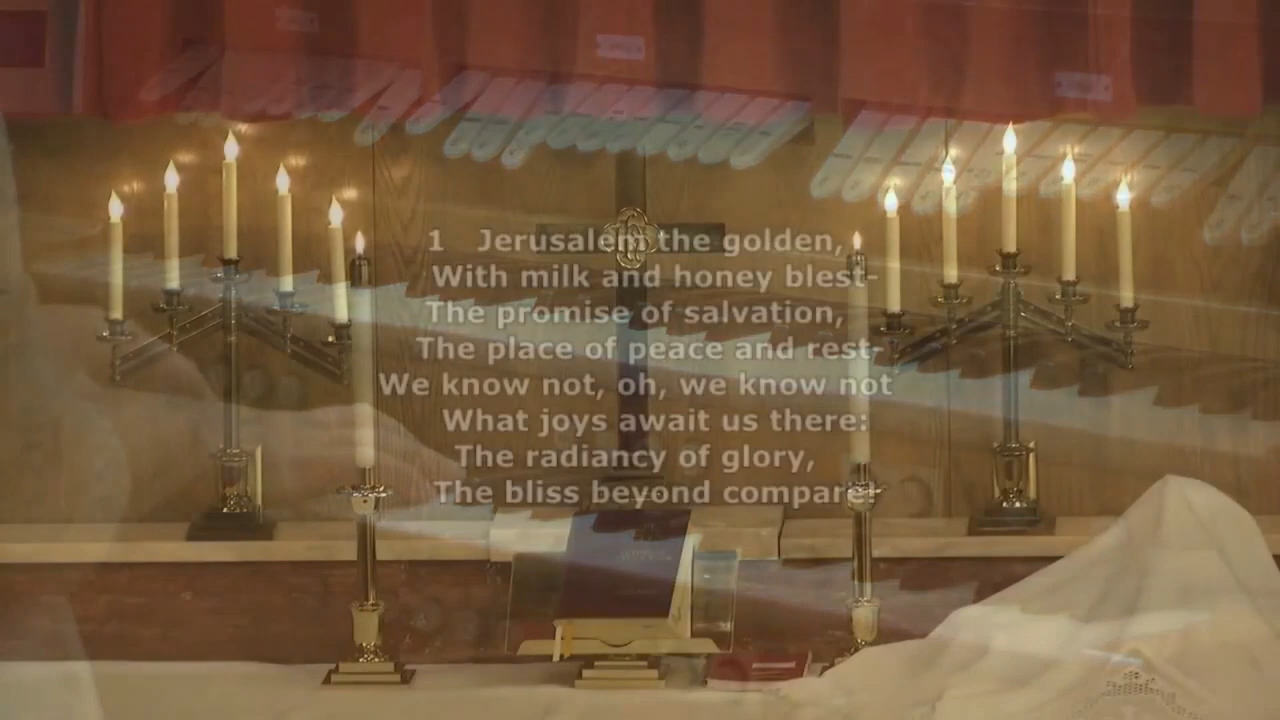 1 Jerusalem the golden,
With milk and honey blest-
The promise of salvation,
The place of peace and rest-
We know not, oh, we know not
What joys await us there:
The radiancy of glory,
The bliss beyond compare!